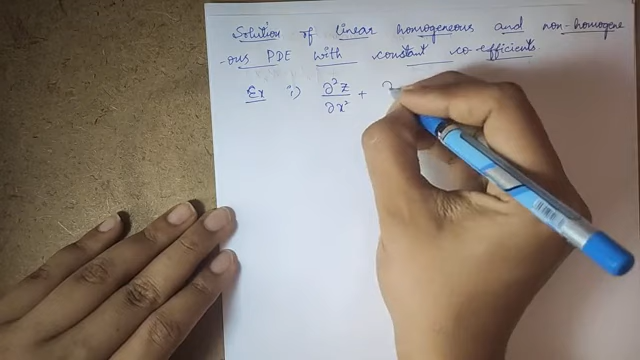 Solution of linear homogeneous and non-homogene
-ous PDE with constant co-efficients
Ex i) ∂²z/∂x² + ∂